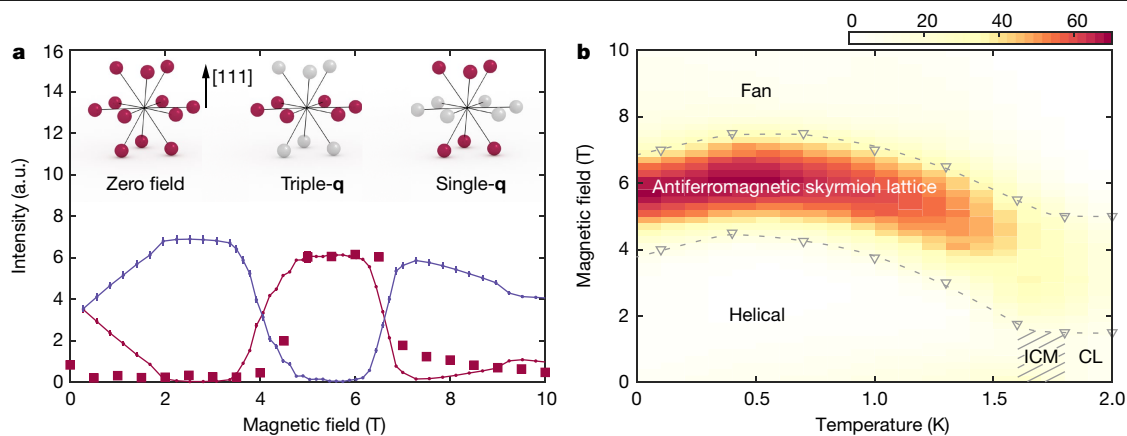 a
16
14
12
10
8
6
4
2
0
Intensity (a.u.)
[111]
Zero field
Triple-q
Single-q
0 2 4 6 8 10
Magnetic field (T)
b
0 20 40 60
10
8
6
4
2
0
Magnetic field (T)
Fan
Antiferromagnetic skyrmion lattice
Helical
ICM CL
0 0.5 1.0 1.5 2.0
Temperature (K)